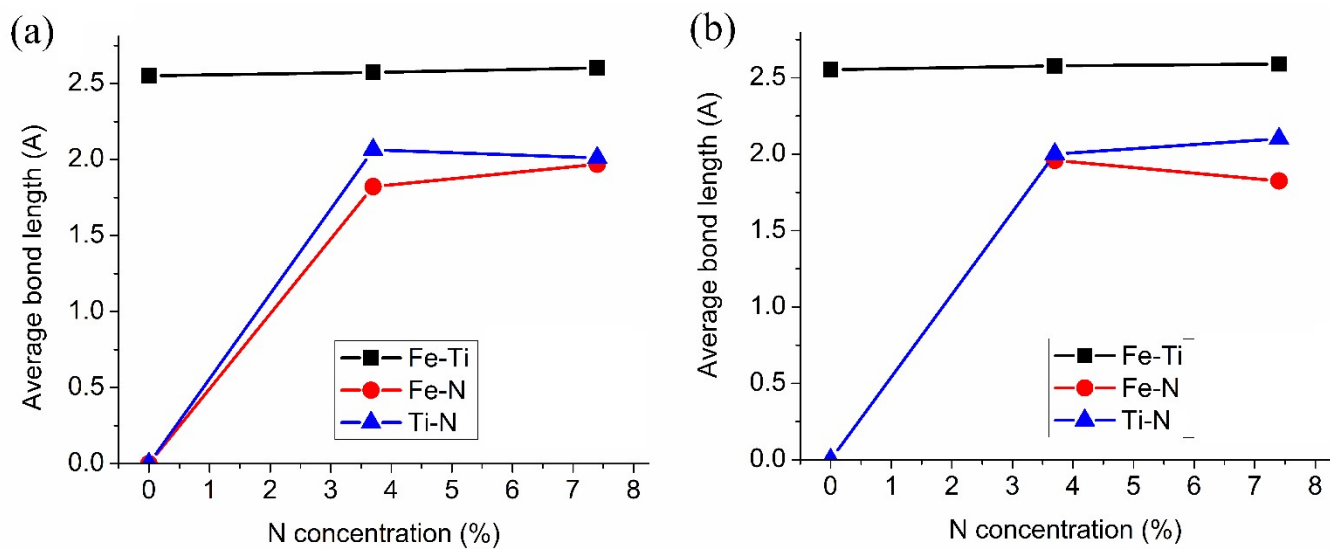 (a)
Average bond length (A)
2.5
2.0
1.5
1.0
0.5
0.0
Fe-Ti
Fe-N
Ti-N
0 1 2 3 4 5 6 7 8
N concentration (%)
(b)
Average bond length (A)
2.5
2.0
1.5
1.0
0.5
0.0
Fe-Ti
Fe-N
Ti-N
0 1 2 3 4 5 6 7 8
N concentration (%)